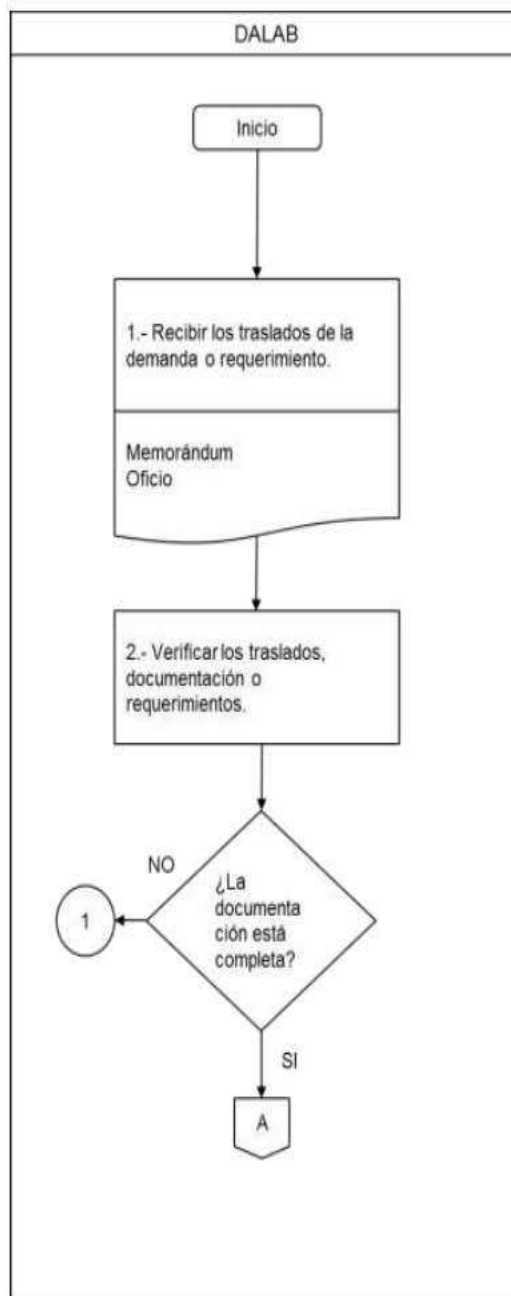 DALAB
Inicio
1.- Recibir los traslados de la
demanda o requerimiento.
Memorándum
Oficio
2.- Verificar los traslados,
documentación o
requerimientos.
NO
¿La
documenta
ción está
completa?
1
SI
A